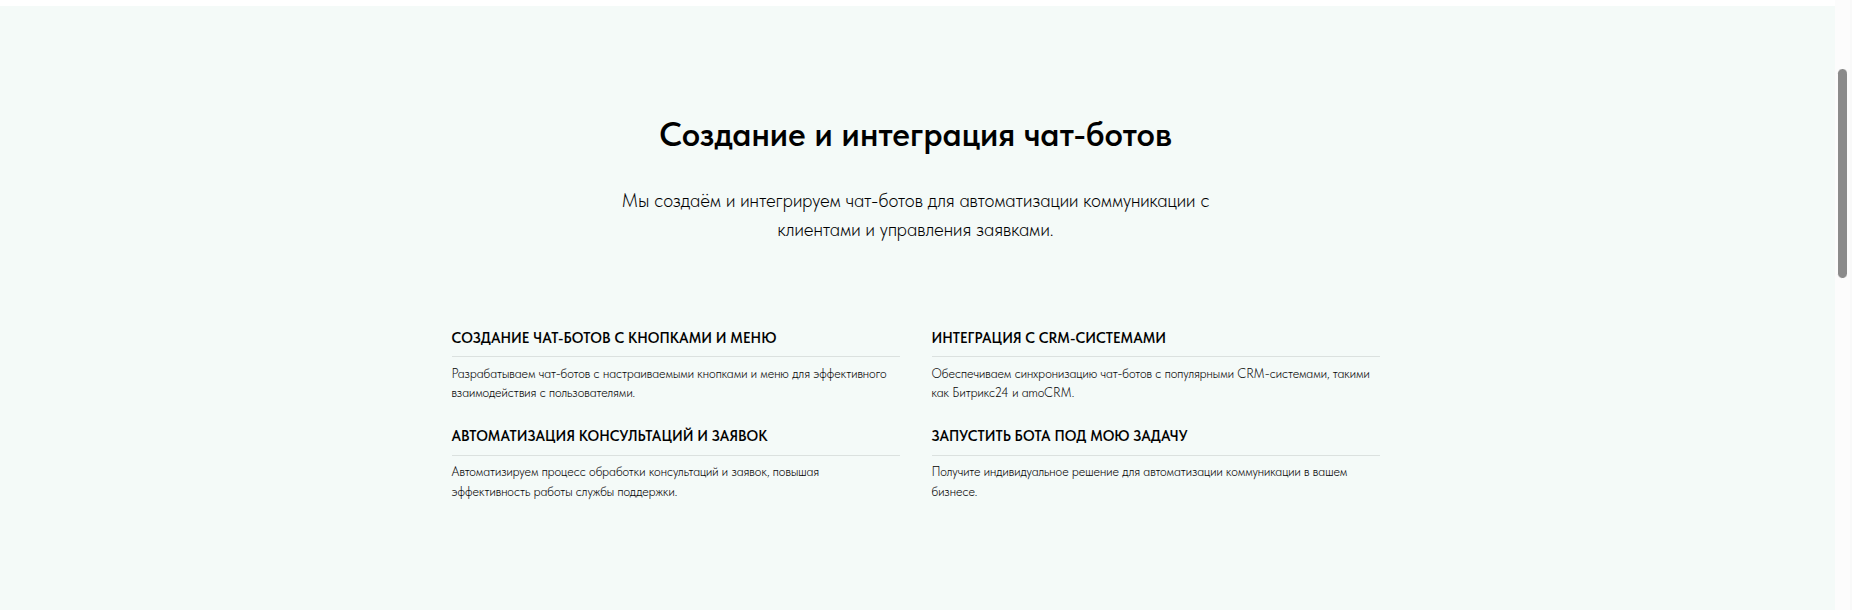 Создание и интеграция чат-ботов
Мы создаём и интегрируем чат-ботов для автоматизации коммуникации с
клиентами и управления заявками.
СОЗДАНИЕ ЧАТ-БОТОВ С КНОПКАМИ И МЕНЮ
Разрабатываем чат-ботов с настраиваемыми кнопками и меню для эффективного
взаимодействия с пользователями.
ИНТЕГРАЦИЯ С CRM-СИСТЕМАМИ
Обеспечиваем синхронизацию чат-ботов с популярными CRM-системами, такими
как Битрикс24 и amoCRM.
АВТОМАТИЗАЦИЯ КОНСУЛЬТАЦИЙ И ЗАЯВОК
Автоматизируем процесс обработки консультаций и заявок, повышая
эффективность работы службы поддержки.
ЗАПУСТИТЬ БОТА ПОД МОЮ ЗАДАЧУ
Получите индивидуальное решение для автоматизации коммуникации в вашем
бизнесе.